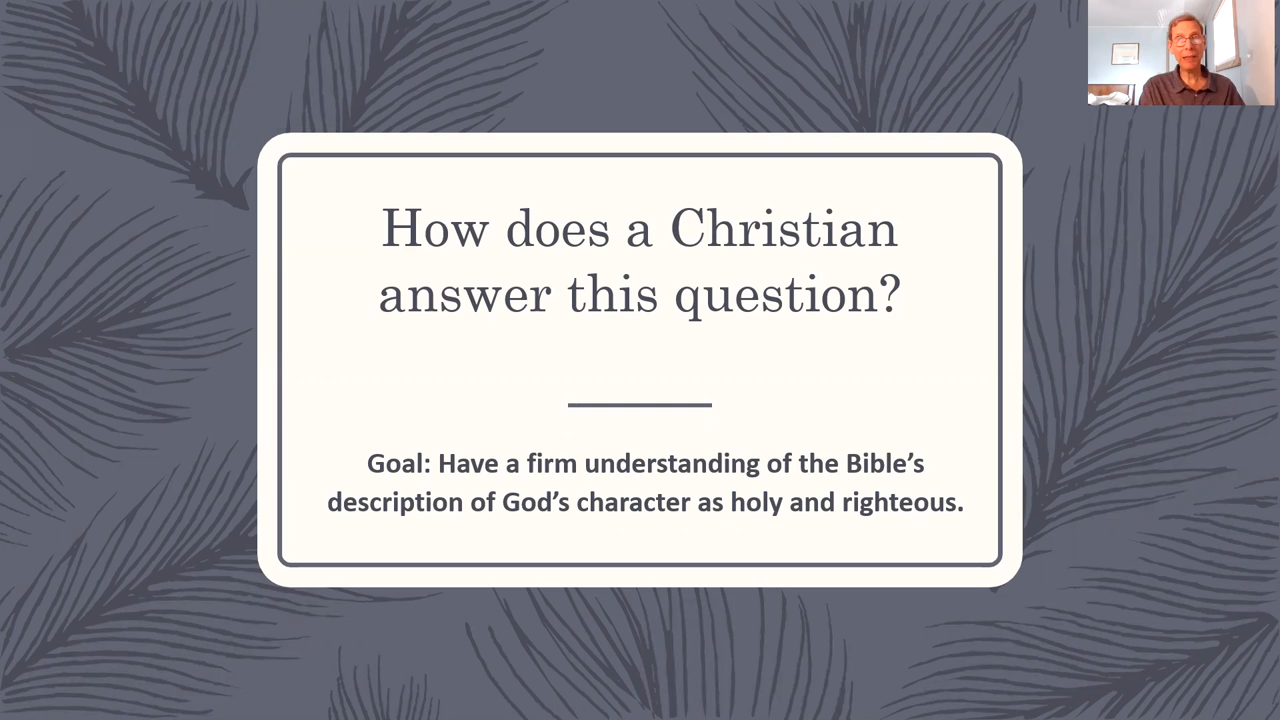 How does a Christian
answer this question?
Goal: Have a firm understanding of the Bible’s
description of God’s character as holy and righteous.